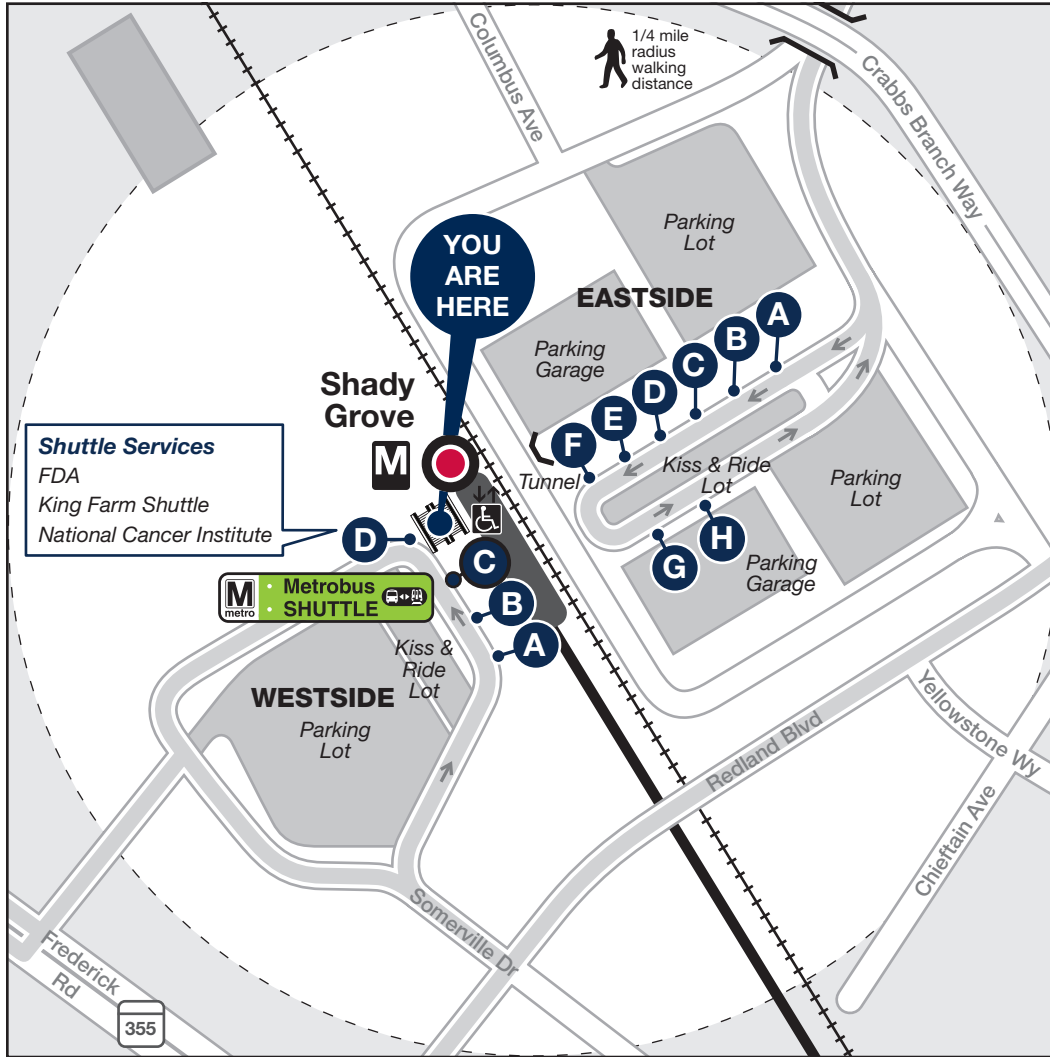 Columbus Ave
1/4 mile
radius
walking
distance
Crabbs Branch Way
YOU
ARE
HERE
Parking
Lot
EASTSIDE
A
B
C
D
E
F
Parking
Garage
Tunnel
Kiss & Ride
Lot
Parking
Lot
G
H
Parking
Garage
Shady
Grove
M
Shuttle Services
FDA
King Farm Shuttle
National Cancer Institute
D
C
B
A
M
metro
· Metrobus
· SHUTTLE
Kiss &
Ride
Lot
WESTSIDE
Parking
Lot
Redland Blvd
Yellowstone Wy
Chieftain Ave
Somerville Dr
Frederick
Rd
355